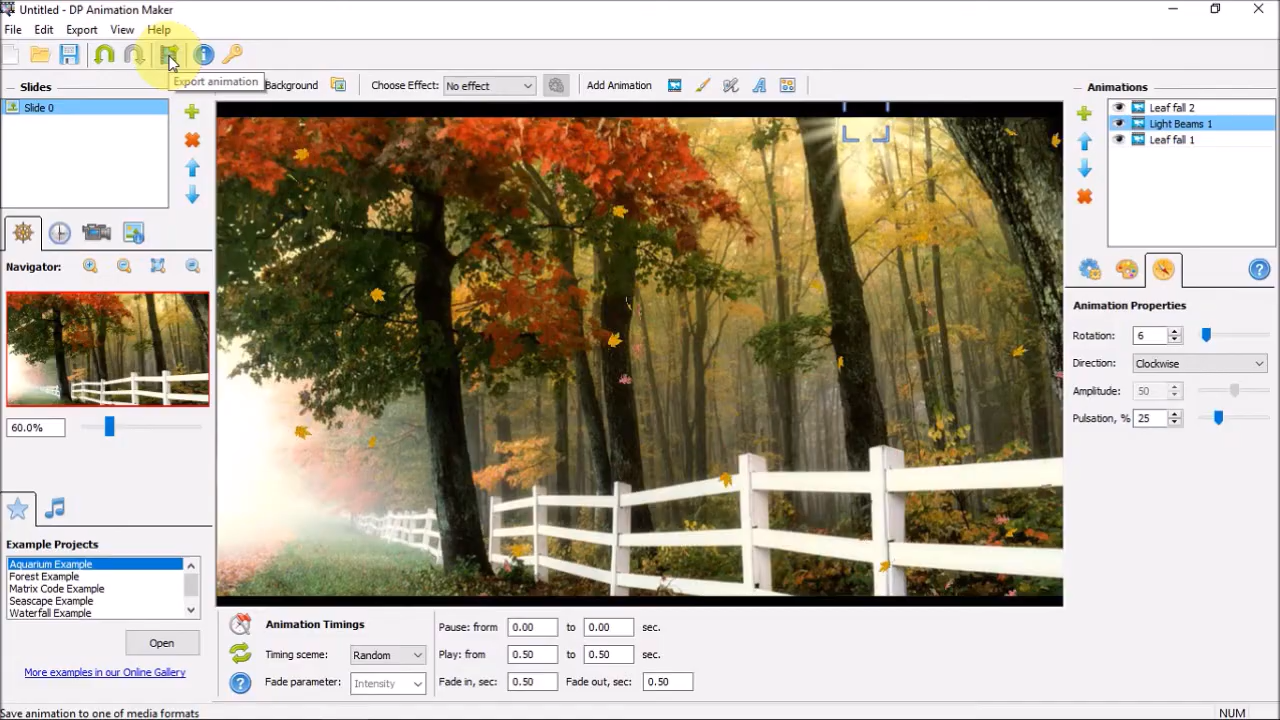 Untitled - DP Animation Maker
File Edit Export View Help
Export animation
Slides
Background
Choose Effect: No effect
Add Animation
Animations
Slide 0
Leaf fall 2
Light Beams 1
Leaf fall 1
Navigator:
60.0%
Animation Properties
Rotation: 6
Direction: Clockwise
Amplitude: 50
Pulsation, % 25
Example Projects
Aquarium Example
Forest Example
Matrix Code Example
Seascape Example
Waterfall Example
Open
More examples in our Online Gallery
Animation Timings
Timing sceme: Random
Fade parameter: Intensity
Pause: from 0.00 to 0.00 sec.
Play: from 0.50 to 0.50 sec.
Fade in, sec: 0.50 Fade out, sec: 0.50
Save animation to one of media formats
NUM